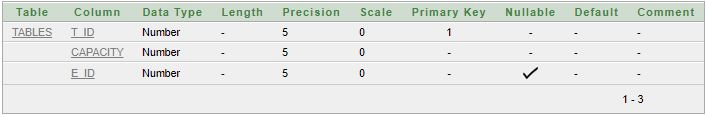 Table Column Data Type Length Precision Scale Primary Key Nullable Default Comment
TABLES T_ID Number - 5 0 1 - - -
CAPACITY Number - 5 0 - - - -
E_ID Number - 5 0 - ✓ - -
1 - 3